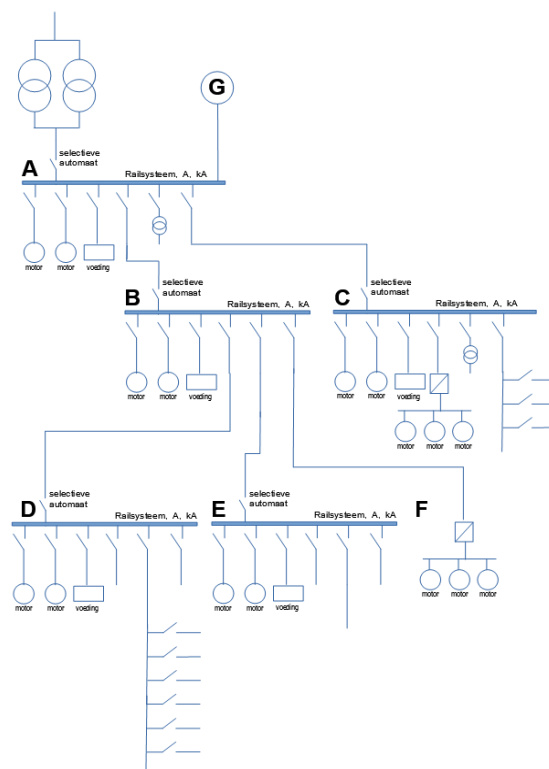 G
selectieve
automaat
A
Railsysteem, A, kA
motor
motor
voeding
selectieve
automaat
B
Railsysteem, A, kA
selectieve
automaat
C
Railsysteem, A, kA
motor
motor
voeding
motor
motor
voeding
motor
motor
motor
selectieve
automaat
D
Railsysteem, A, kA
selectieve
automaat
E
Railsysteem, A, kA
F
motor
motor
voeding
motor
motor
voeding
motor
motor
motor